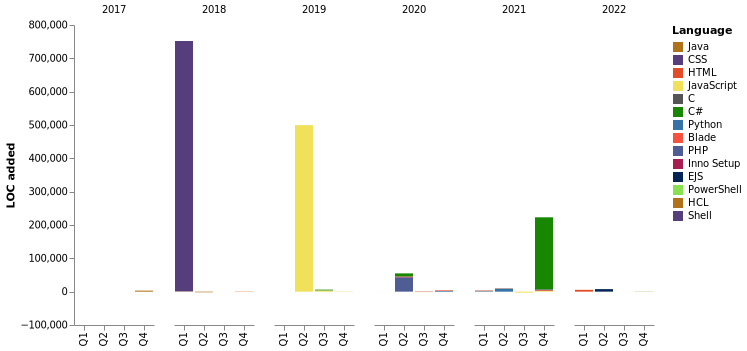 2017 2018 2019 2020 2021 2022
800,000
700,000
600,000
500,000
400,000
300,000
200,000
100,000
0
−100,000
LOC added
Q1 Q2 Q3 Q4 Q1 Q2 Q3 Q4 Q1 Q2 Q3 Q4 Q1 Q2 Q3 Q4 Q1 Q2 Q3 Q4 Q1 Q2 Q3 Q4
Language
Java
CSS
HTML
JavaScript
C
C#
Python
Blade
PHP
Inno Setup
EJS
PowerShell
HCL
Shell